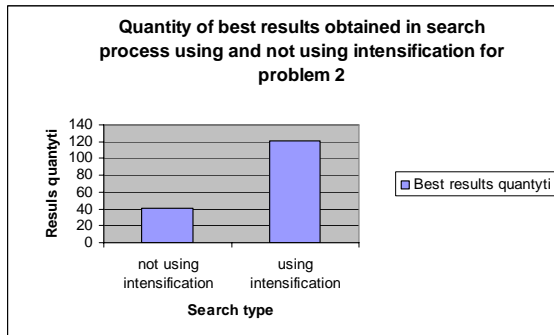 Quantity of best results obtained in search
process using and not using intensification for
problem 2
Resuls quantyti
140
120
100
80
60
40
20
0
not using
intensification
using
intensification
Search type
Best results quantyti